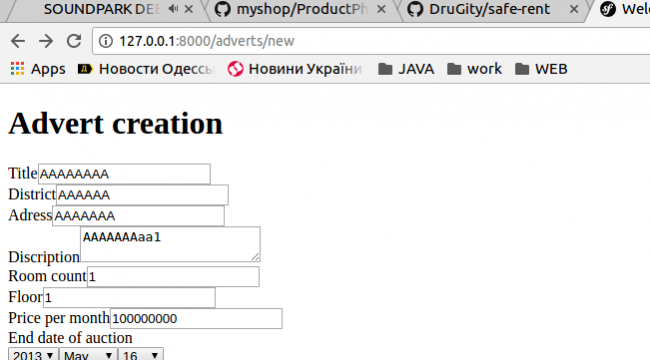 SOUNDPARK DE myshop/ProductPh DruGity/safe-rent Wel
127.0.0.1:8000/adverts/new
Apps Новости Одессы Новини України JAVA work WEB
Advert creation
Title AAAAAAAA
District AAAAAA
Adress AAAAAAA
Discription AAAAAAAaa1
Room count 1
Floor 1
Price per month 100000000
End date of auction
2013 May 16